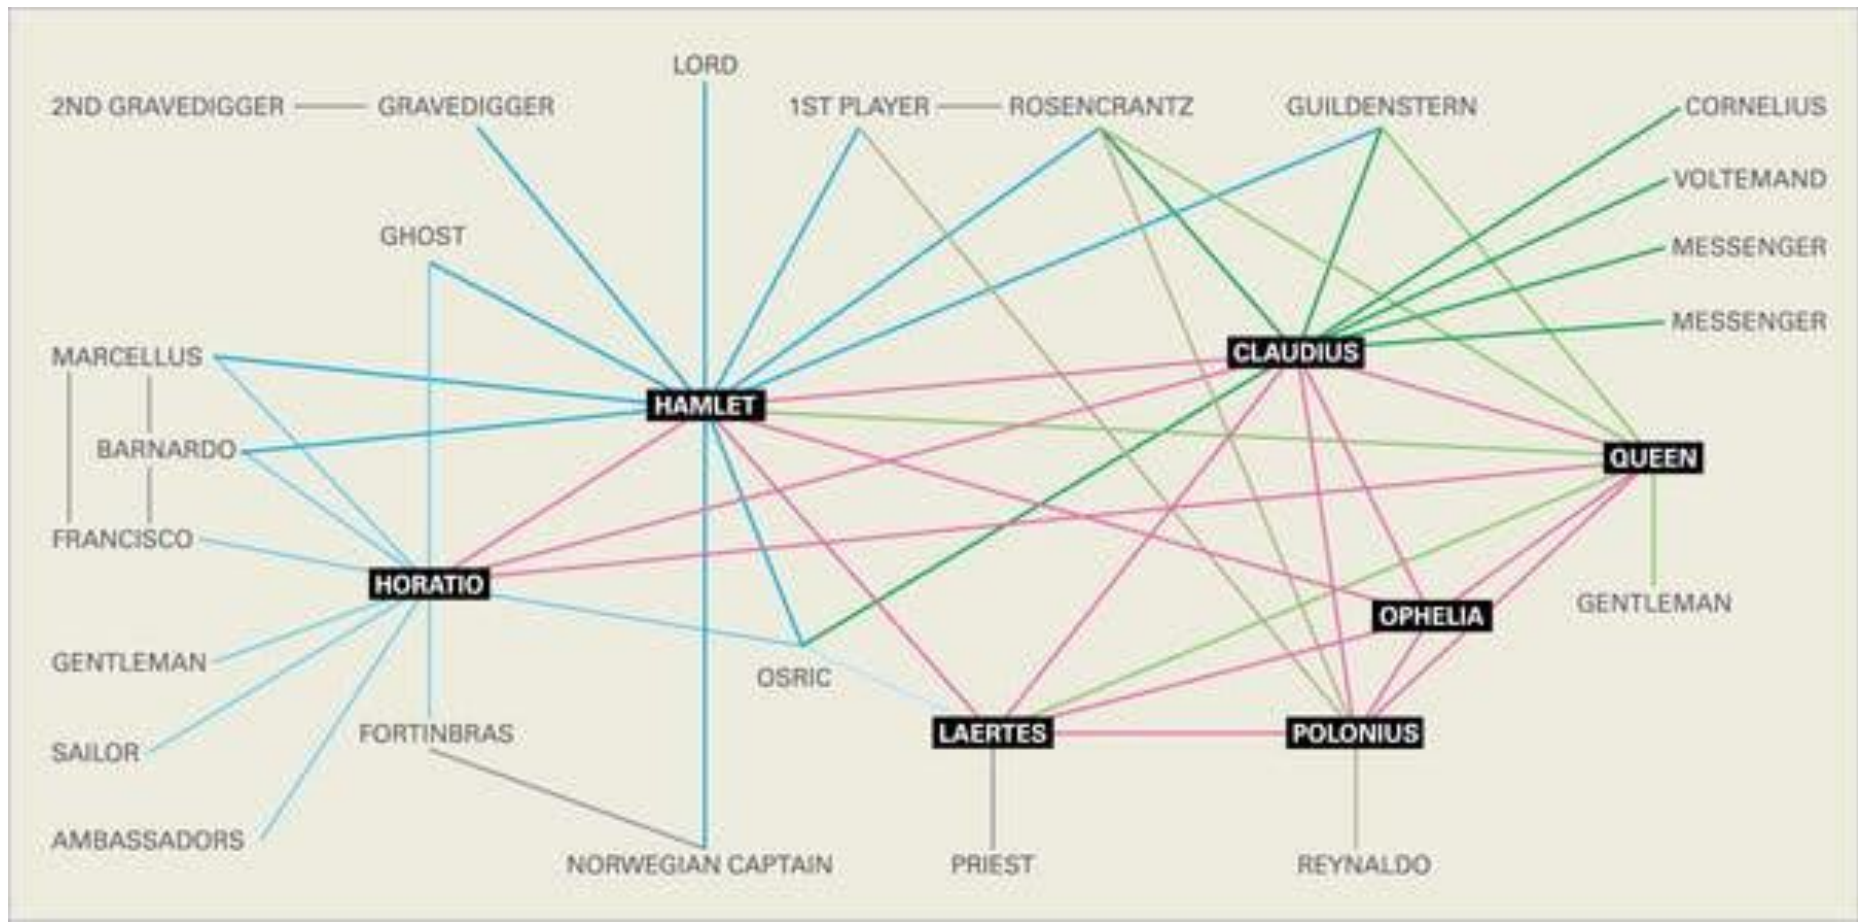 LORD
2ND GRAVEDIGGER
GRAVEDIGGER
1ST PLAYER
ROSENCRANTZ
GUILDENSTERN
CORNELIUS
VOLTEMAND
GHOST
MESSENGER
MESSENGER
MARCELLUS
CLAUDIUS
HAMLET
BARNARDO
QUEEN
FRANCISCO
HORATIO
GENTLEMAN
OPHELIA
GENTLEMAN
OSRIC
FORTINBRAS
LAERTES
POLONIUS
SAILOR
AMBASSADORS
NORWEGIAN CAPTAIN
PRIEST
REYNALDO